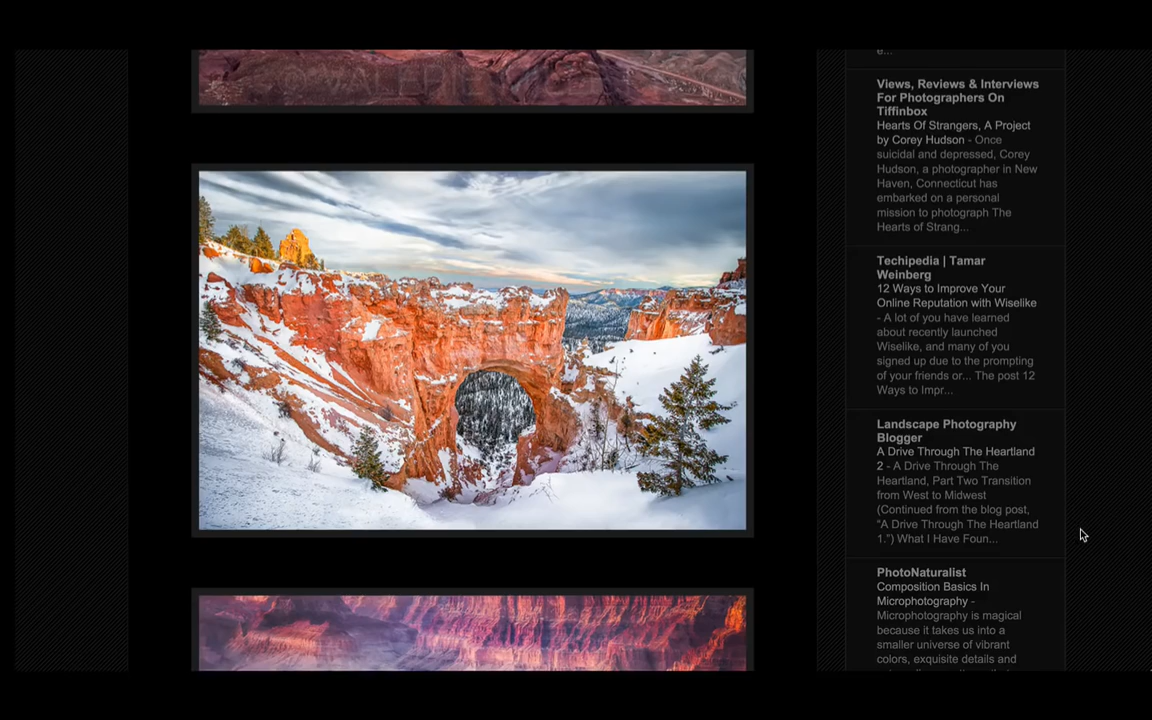 © VALERIE
e...
Views, Reviews & Interviews
For Photographers On
Tiffinbox
Hearts Of Strangers, A Project
by Corey Hudson - Once
suicidal and depressed, Corey
Hudson, a photographer in New
Haven, Connecticut has
embarked on a personal
mission to photograph The
Hearts of Strang...
Techipedia | Tamar
Weinberg
12 Ways to Improve Your
Online Reputation with Wiselike
- A lot of you have learned
about recently launched
Wiselike, and many of you
signed up due to the prompting
of your friends or... The post 12
Ways to Impr...
Landscape Photography
Blogger
A Drive Through The Heartland
2 - A Drive Through The
Heartland, Part Two Transition
from West to Midwest
(Continued from the blog post,
"A Drive Through The Heartland
1.") What I Have Foun...
PhotoNaturalist
Composition Basics In
Microphotography -
Microphotography is magical
because it takes us into a
smaller universe of vibrant
colors, exquisite details and